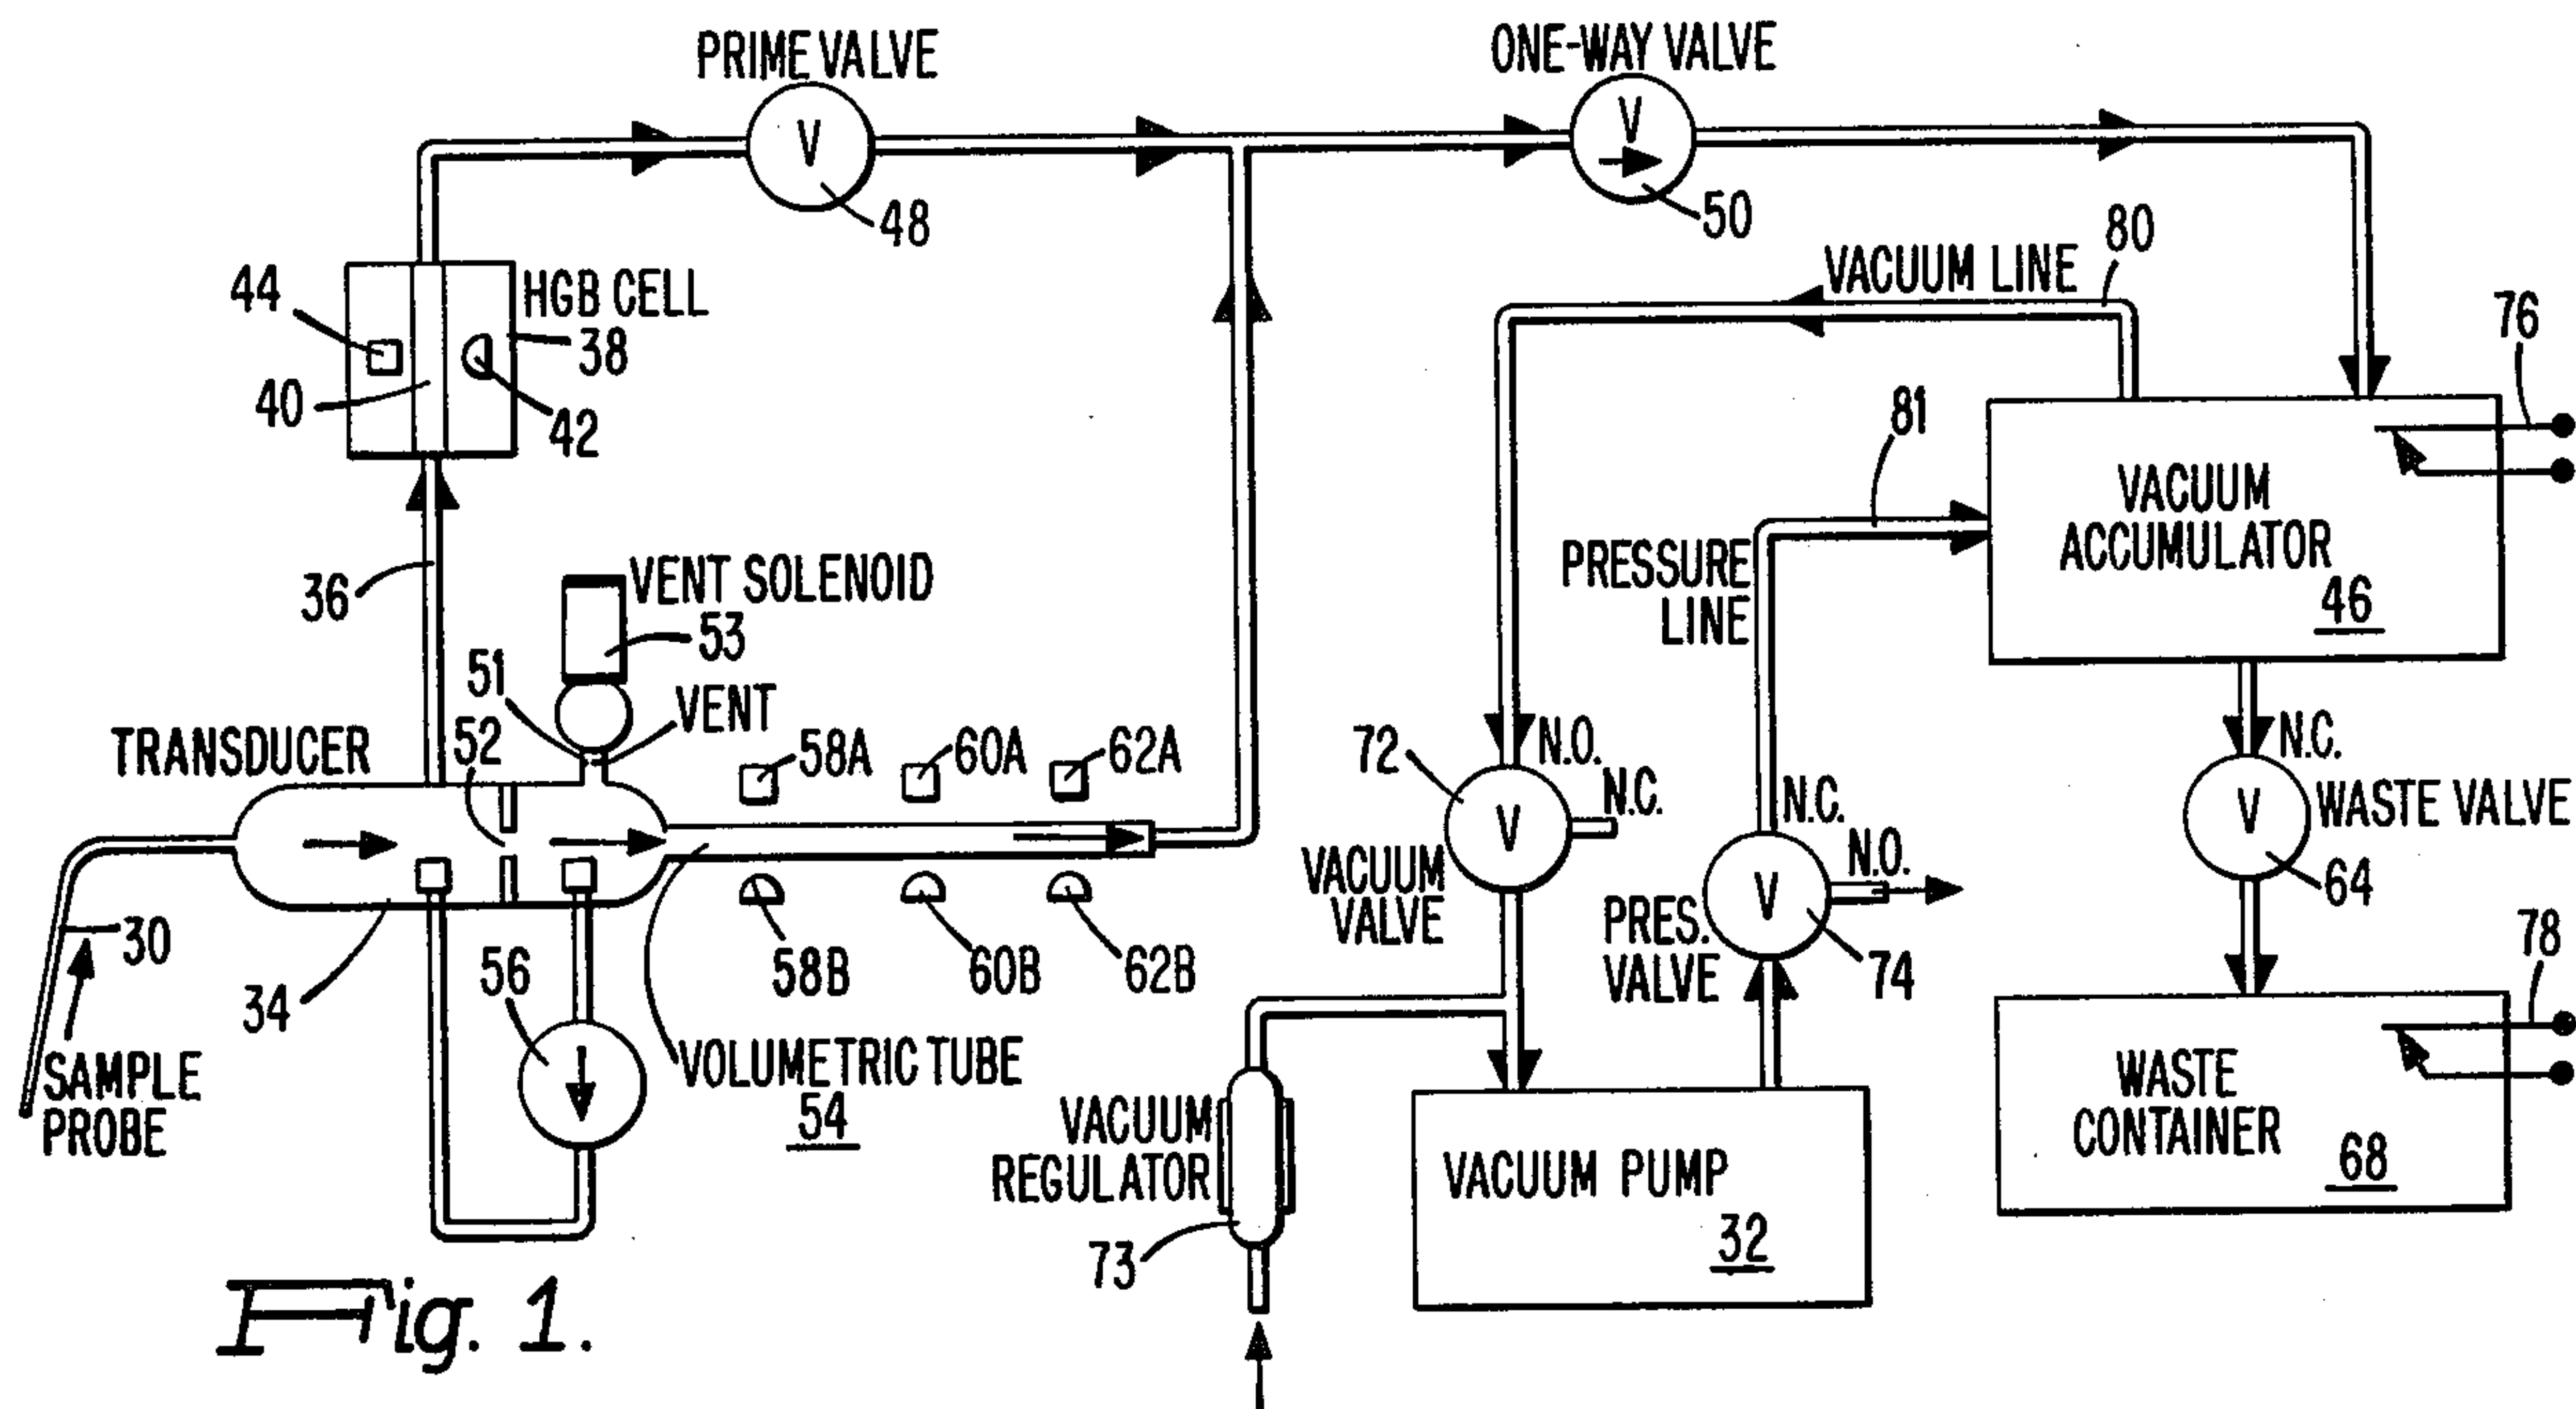 PRIME VALVE
V
48
ONE-WAY VALVE
V
50
44
HGB CELL
38
40
42
VACUUM LINE
80
76
81
VACUUM
ACCUMULATOR
46
PRESSURE
LINE
36
VENT SOLENOID
53
51
VENT
TRANSDUCER
52
58A
60A
62A
72
N.O.
N.C.
V
VACUUM
VALVE
N.C.
N.O.
V
PRES.
VALVE
74
N.C.
V
WASTE VALVE
64
30
SAMPLE
PROBE
34
56
58B
60B
62B
VOLUMETRIC TUBE
54
VACUUM
REGULATOR
73
VACUUM PUMP
32
78
WASTE
CONTAINER
68
Fig. 1.